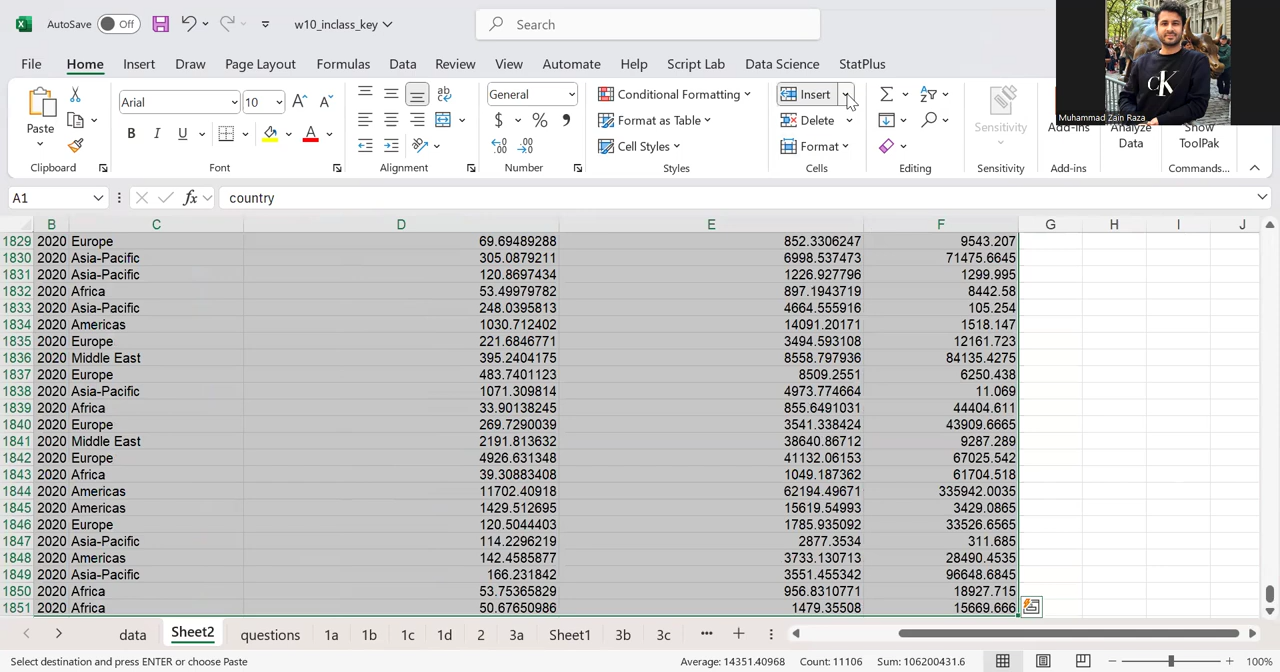 AutoSave Off w10_inclass_key Search
File Home Insert Draw Page Layout Formulas Data Review View Automate Help Script Lab Data Science StatPlus
Muhammad Zain Raza
Paste Arial 10 General Conditional Formatting Insert Sensitivity Add-ins Analyze Data Show ToolPak
B I U $ % Format as Table Delete
Cell Styles Format
Clipboard Font Alignment Number Styles Cells Editing Sensitivity Add-ins Commands...
A1 fx country
B C D E F G H I J
1829 2020 Europe 69.69489288 852.3306247 9543.207
1830 2020 Asia-Pacific 305.0879211 6998.537473 71475.6645
1831 2020 Asia-Pacific 120.8697434 1226.927796 1299.995
1832 2020 Africa 53.49979782 897.1943719 8442.58
1833 2020 Asia-Pacific 248.0395813 4664.555916 105.254
1834 2020 Americas 1030.712402 14091.20171 1518.147
1835 2020 Europe 221.6846771 3494.593108 12161.723
1836 2020 Middle East 395.2404175 8558.797936 84135.4275
1837 2020 Europe 483.7401123 8509.2551 6250.438
1838 2020 Asia-Pacific 1071.309814 4973.774664 11.069
1839 2020 Africa 33.90138245 855.6491031 44404.611
1840 2020 Europe 269.7290039 3541.338424 43909.6665
1841 2020 Middle East 2191.813632 38640.86712 9287.289
1842 2020 Europe 4926.631348 41132.06153 67025.542
1843 2020 Africa 39.30883408 1049.187362 61704.518
1844 2020 Americas 11702.40918 62194.49671 335942.0035
1845 2020 Americas 1429.512695 15619.54993 3429.0865
1846 2020 Europe 120.5044403 1785.935092 33526.6565
1847 2020 Asia-Pacific 114.2296219 2877.3534 311.685
1848 2020 Americas 142.4585877 3733.130713 28490.4535
1849 2020 Asia-Pacific 166.231842 3551.455342 96648.6845
1850 2020 Africa 53.75365829 956.8310771 18927.715
1851 2020 Africa 50.67650986 1479.35508 15669.666
data Sheet2 questions 1a 1b 1c 1d 2 3a Sheet1 3b 3c ...
Select destination and press ENTER or choose Paste Average: 14351.40968 Count: 11106 Sum: 106200431.6 100%